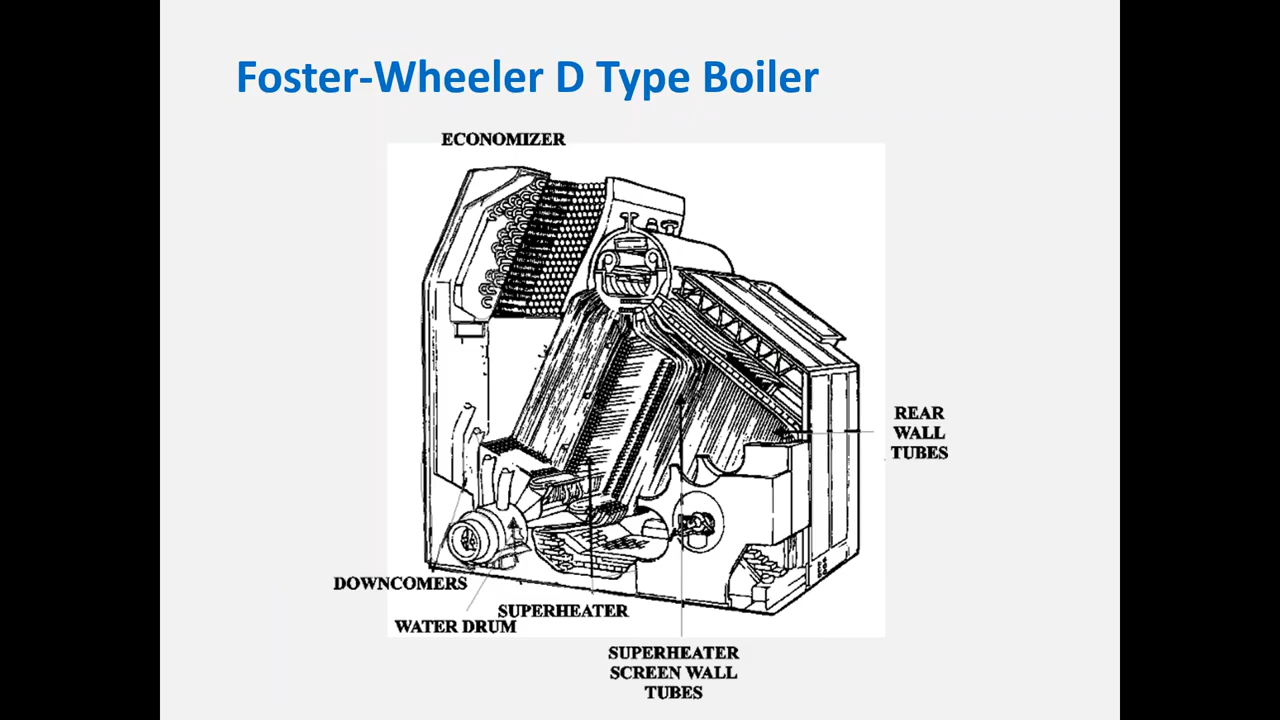 Foster-Wheeler D Type Boiler
ECONOMIZER
REAR
WALL
TUBES
DOWNCOMERS
SUPERHEATER
WATER DRUM
SUPERHEATER
SCREEN WALL
TUBES